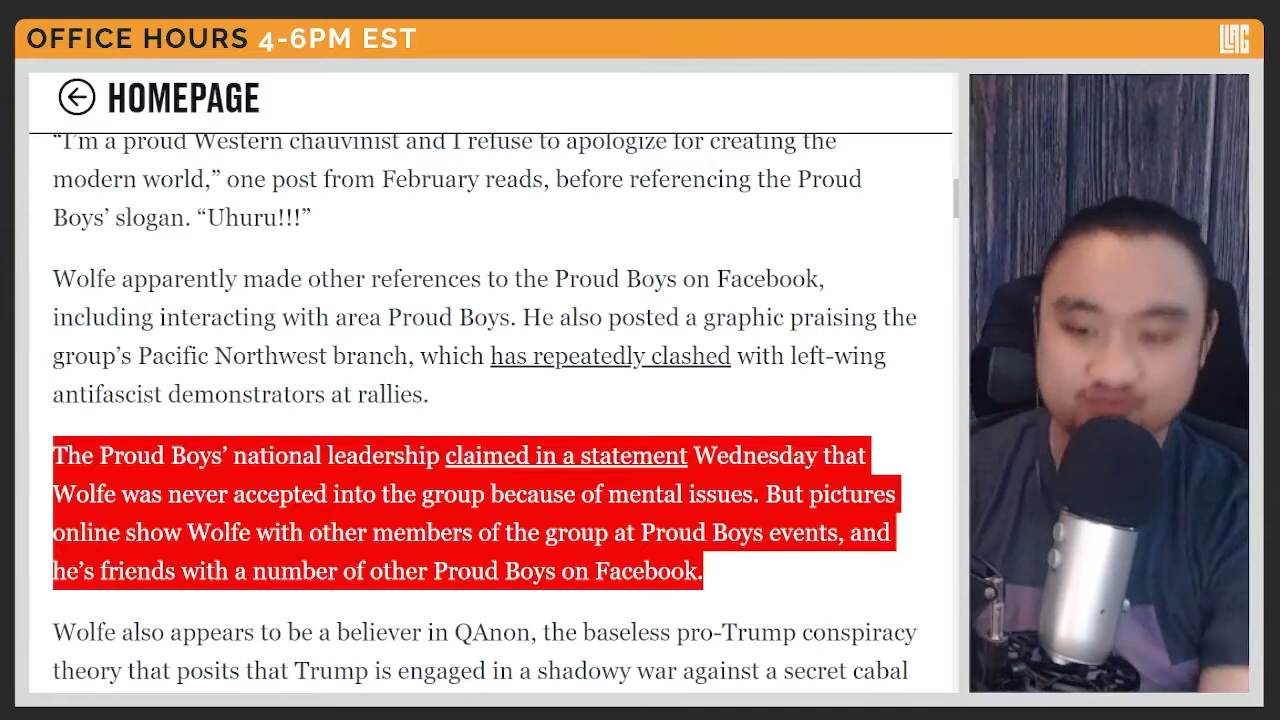 OFFICE HOURS 4-6PM EST
LLAG
HOMEPAGE
“I’m a proud Western chauvinist and I refuse to apologize for creating the
modern world,” one post from February reads, before referencing the Proud
Boys’ slogan. “Uhuru!!!”
Wolfe apparently made other references to the Proud Boys on Facebook,
including interacting with area Proud Boys. He also posted a graphic praising the
group’s Pacific Northwest branch, which has repeatedly clashed with left-wing
antifascist demonstrators at rallies.
The Proud Boys’ national leadership claimed in a statement Wednesday that
Wolfe was never accepted into the group because of mental issues. But pictures
online show Wolfe with other members of the group at Proud Boys events, and
he’s friends with a number of other Proud Boys on Facebook.
Wolfe also appears to be a believer in QAnon, the baseless pro-Trump conspiracy
theory that posits that Trump is engaged in a shadowy war against a secret cabal